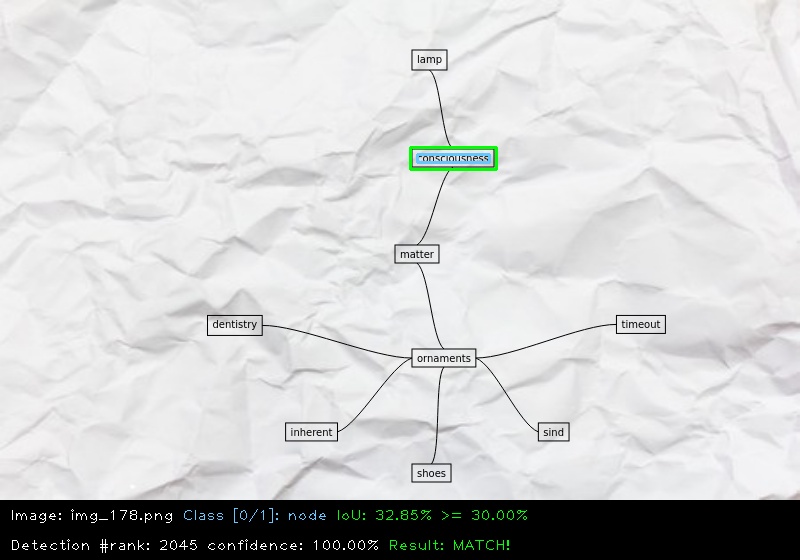 lamp
consciousness
matter
dentistry
timeout
ornaments
inherent
sind
shoes
Image: img_178.png Class [0/1]: node IoU: 32.85% >= 30.00%
Detection #rank: 2045 confidence: 100.00% Result: MATCH!